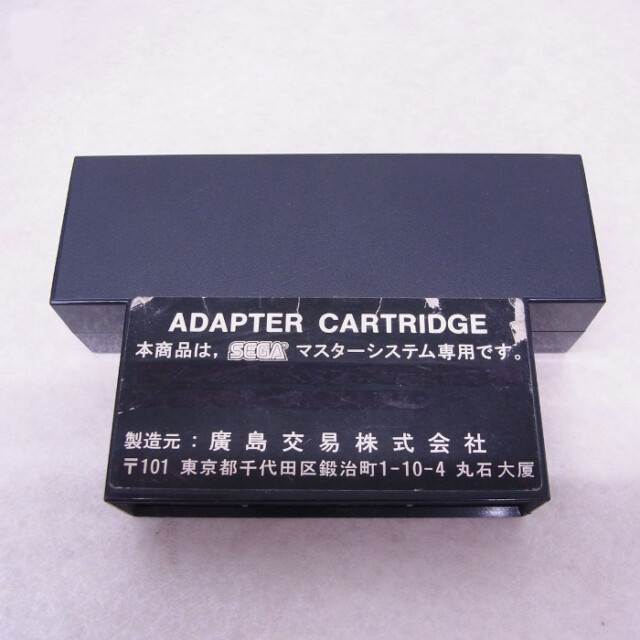 ADAPTER CARTRIDGE
本商品は，SEGA® マスターシステム専用です。
製造元：廣島交易株式会社
〒101 東京都千代田区鍛治町1-10-4 丸石大厦